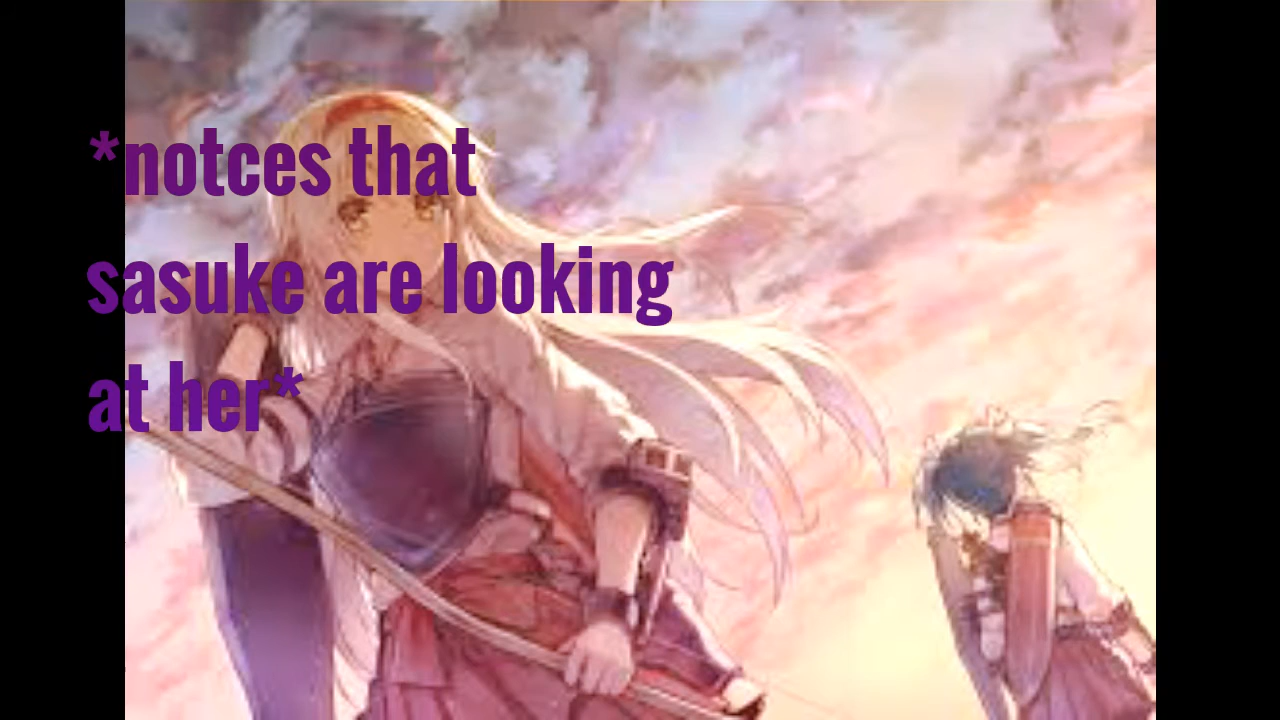 *notces that
sasuke are looking
at her*